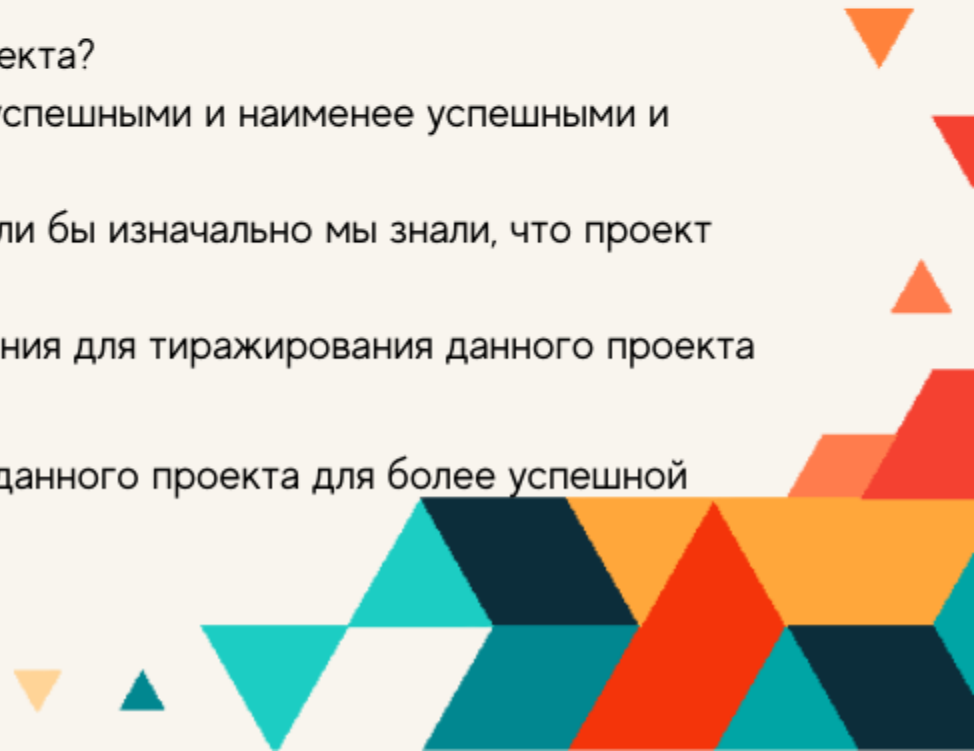 екта?
успешными и наименее успешными и
ли бы изначально мы знали, что проект
ния для тиражирования данного проекта
данного проекта для более успешной